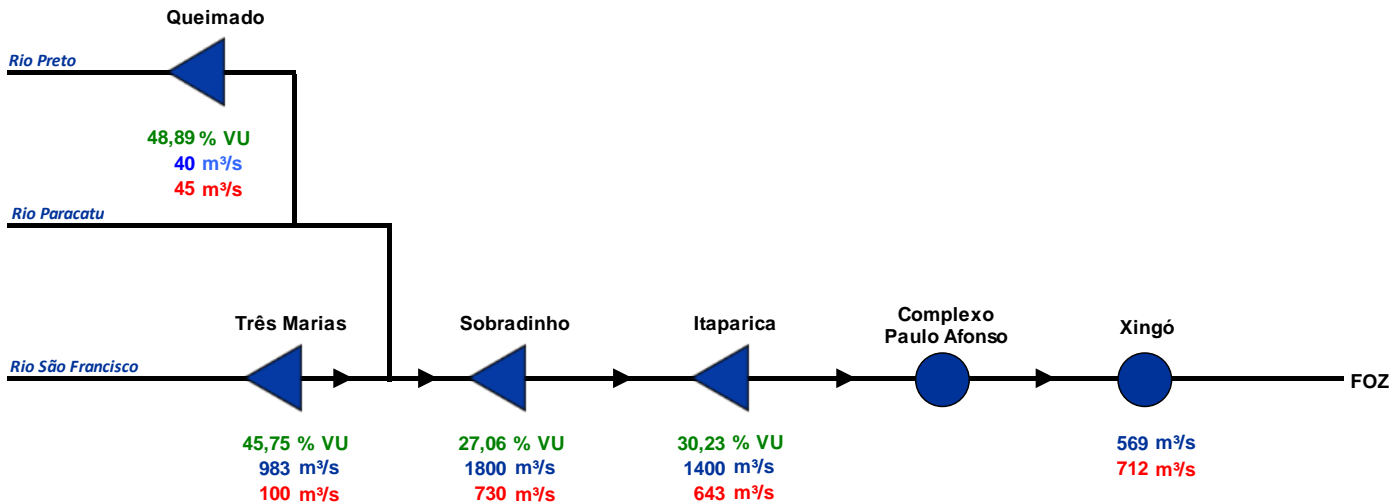 Queimado
Rio Preto
48,89 % VU
40 m³/s
45 m³/s
Rio Paracatu
Três Marias
Sobradinho
Itaparica
Complexo
Paulo Afonso
Xingó
Rio São Francisco
FOZ
45,75 % VU
983 m³/s
100 m³/s
27,06 % VU
1800 m³/s
730 m³/s
30,23 % VU
1400 m³/s
643 m³/s
569 m³/s
712 m³/s